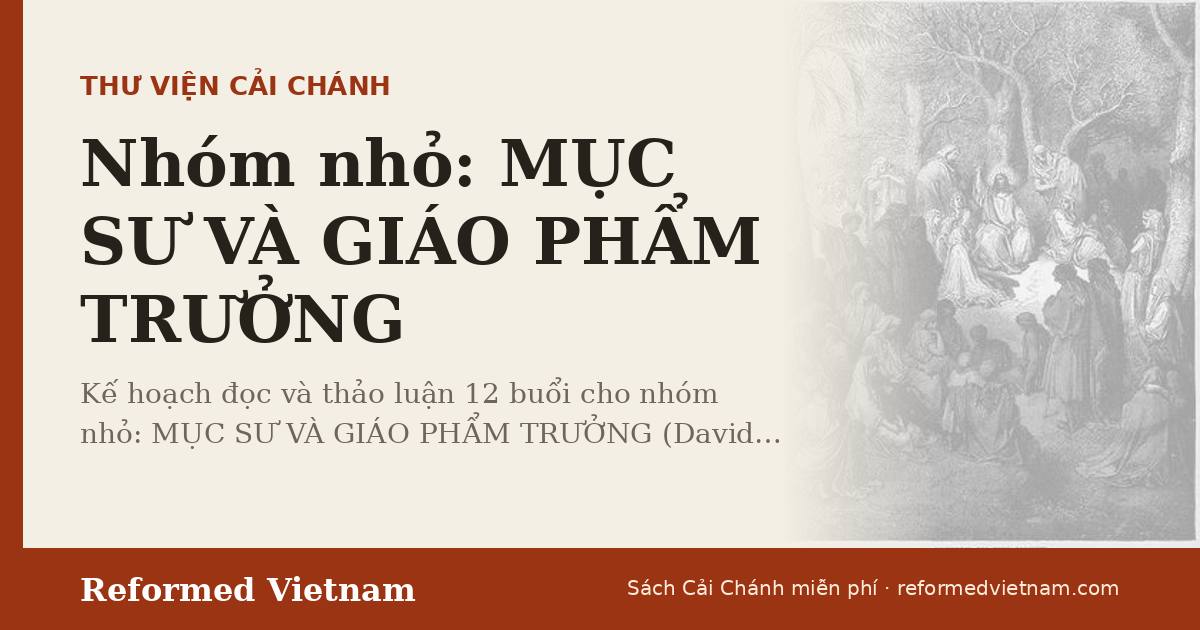 THƯ VIỆN CẢI CHÁNH
Nhóm nhỏ: MỤC
SƯ VÀ GIÁO PHẨM
TRƯỞNG
Kế hoạch đọc và thảo luận 12 buổi cho nhóm
nhỏ: MỤC SƯ VÀ GIÁO PHẨM TRƯỞNG (David...
Reformed Vietnam
Sách Cải Chánh miễn phí · reformedvietnam.com